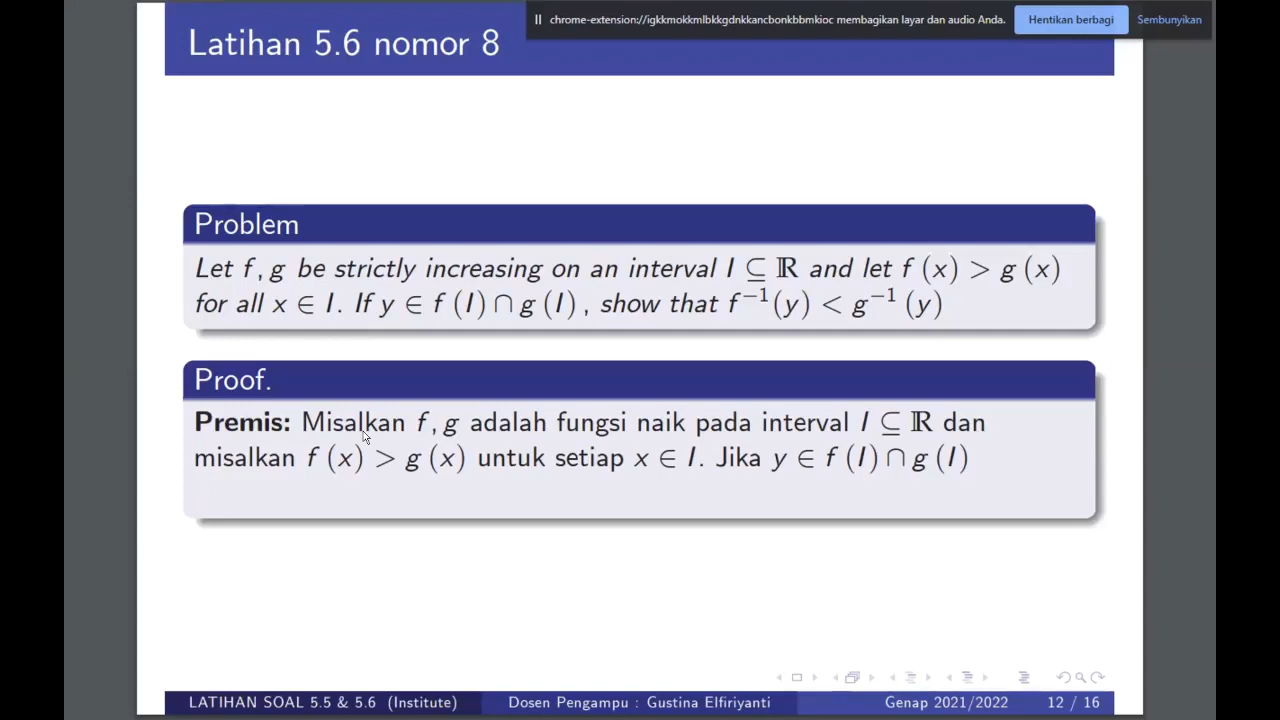 chrome-extension://igkkmokkmlbkkgdnkkancbonkbbmkioc membagikan layar dan audio Anda. Hentikan berbagi Sembunyikan
Latihan 5.6 nomor 8
Problem
Let f, g be strictly increasing on an interval I ⊆ ℝ and let f (x) > g (x)
for all x ∈ I. If y ∈ f (I) ∩ g (I) , show that f⁻¹(y) < g⁻¹ (y)
Proof.
Premis: Misalkan f, g adalah fungsi naik pada interval I ⊆ ℝ dan
misalkan f (x) > g (x) untuk setiap x ∈ I. Jika y ∈ f (I) ∩ g (I)
LATIHAN SOAL 5.5 & 5.6 (Institute) Dosen Pengampu : Gustina Elfiriyanti Genap 2021/2022 12 / 16